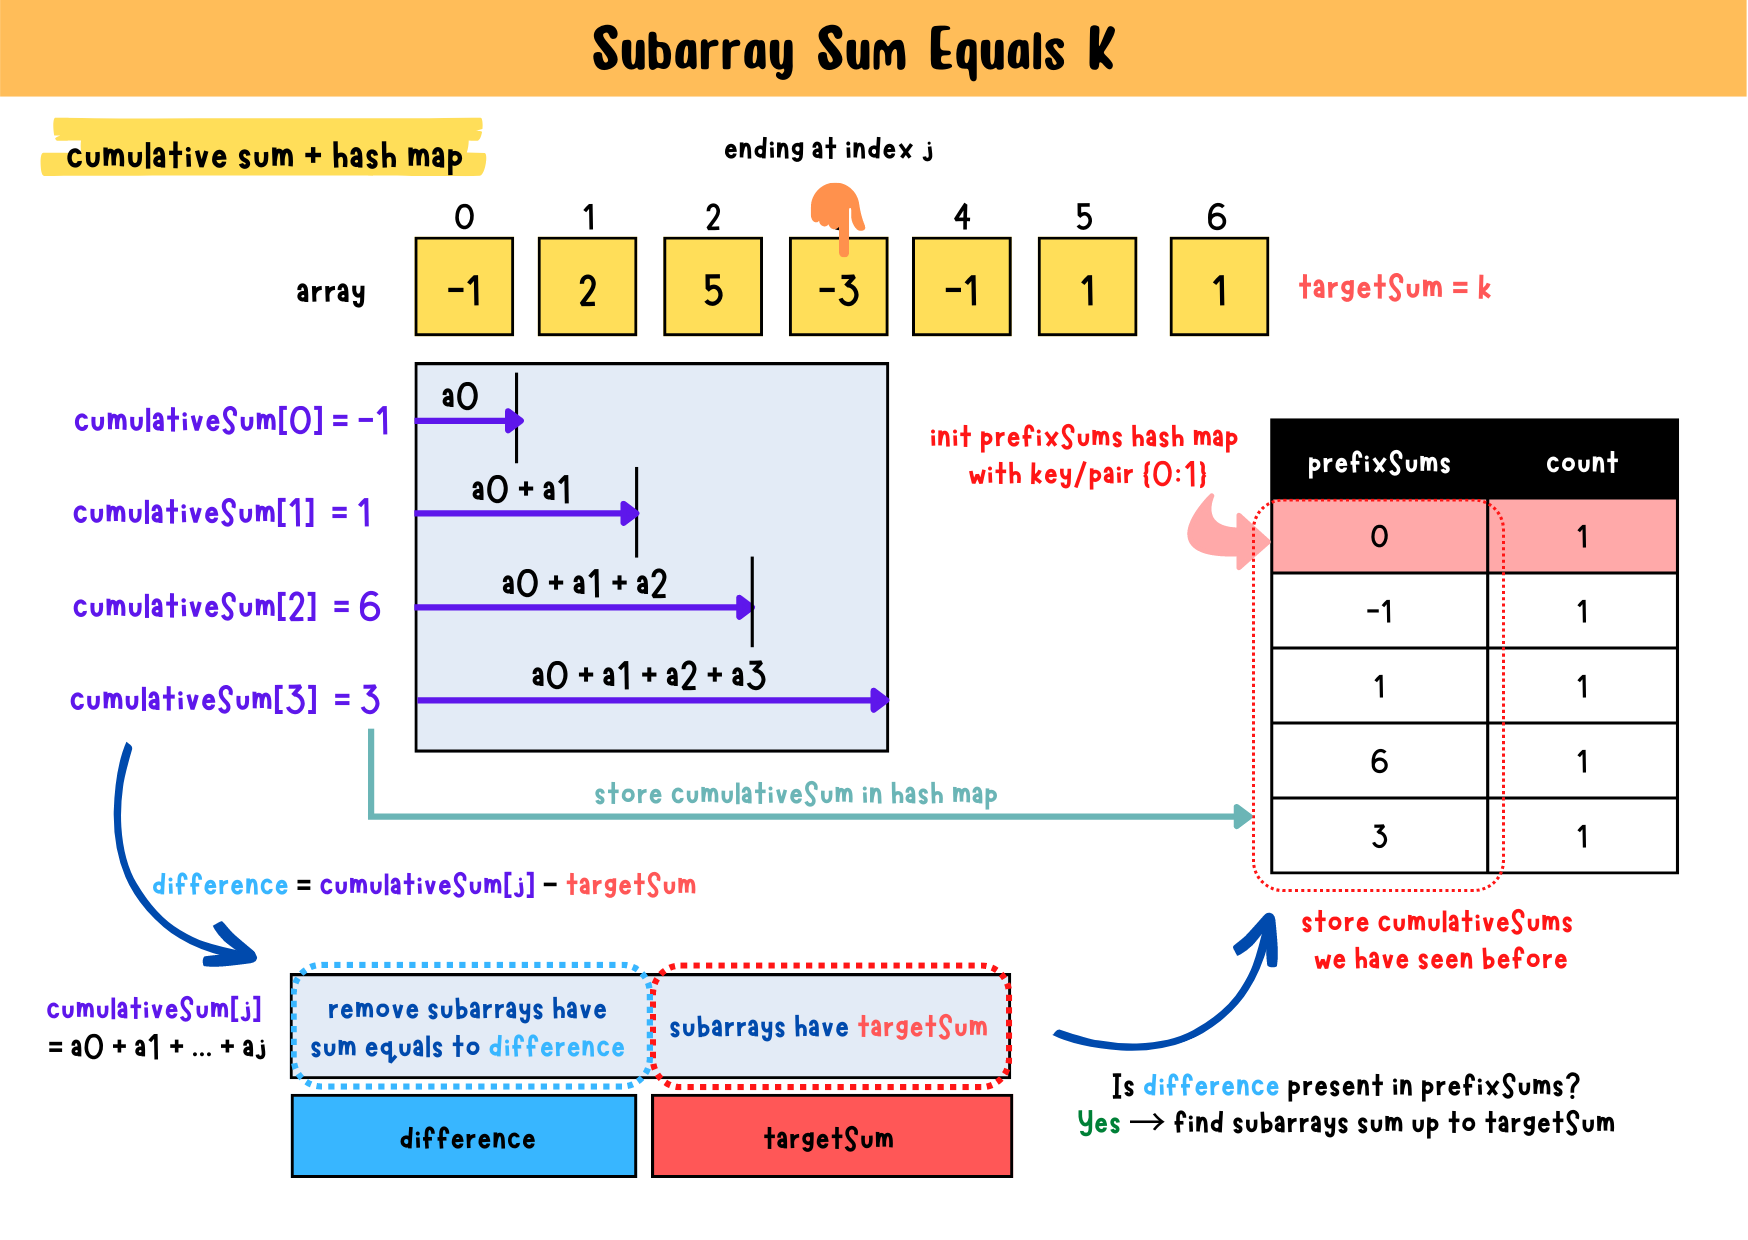 Subarray Sum Equals K
cumulative sum + hash map
ending at index j
0 1 2 4 5 6
array -1 2 5 -3 -1 1 1 targetSum = k
cumulativeSum[0] = -1 a0
cumulativeSum[1] = 1 a0 + a1
cumulativeSum[2] = 6 a0 + a1 + a2
cumulativeSum[3] = 3 a0 + a1 + a2 + a3
init prefixSums hash map
with key/pair {0:1}
prefixSums count
0 1
-1 1
1 1
6 1
3 1
store cumulativeSum in hash map
store cumulativeSums
we have seen before
difference = cumulativeSum[j] - targetSum
cumulativeSum[j]
= a0 + a1 + ... + aj
remove subarrays have
sum equals to difference
subarrays have targetSum
difference targetSum
Is difference present in prefixSums?
Yes → find subarrays sum up to targetSum